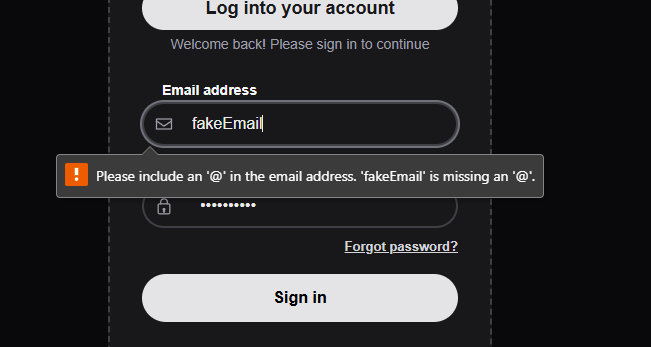 Log into your account
Welcome back! Please sign in to continue
Email address
fakeEmail
Please include an '@' in the email address. 'fakeEmail' is missing an '@'.
••••••••••
Forgot password?
Sign in